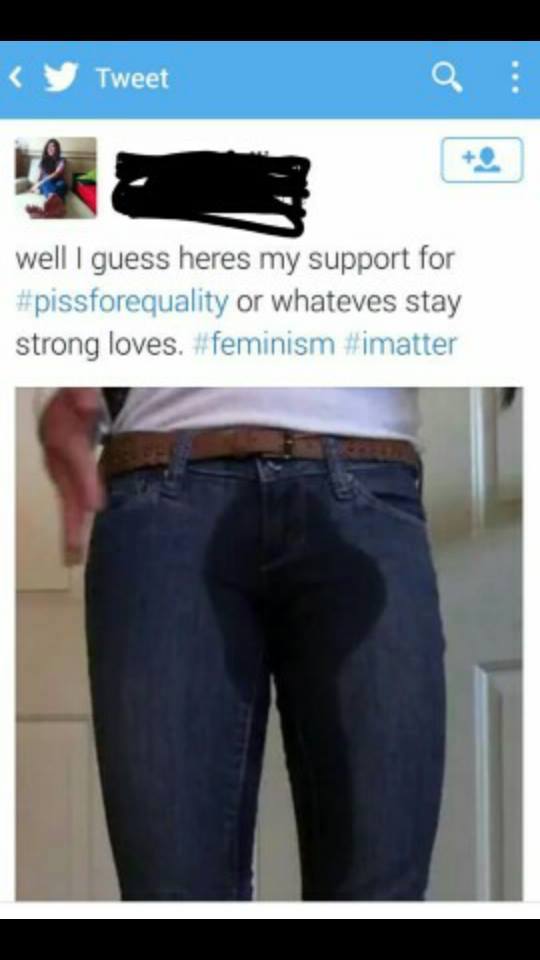 Tweet
well I guess heres my support for
#pissforequality or whateves stay
strong loves. #feminism #imatter